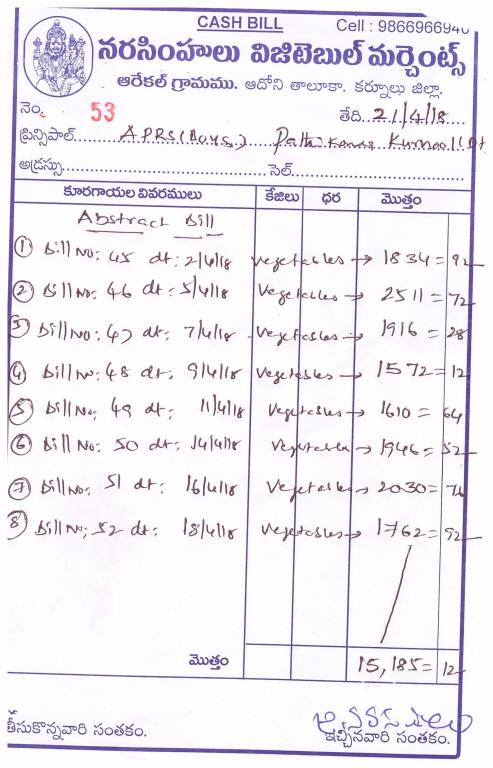 CASH BILL
Cell : 9866966940
నరసింహులు విజిటెబుల్ మర్చెంట్స్
ఆరేకల్ గ్రామము. ఆదోని తాలూకా. కర్నూలు జిల్లా.
నెం. 53 తేది..21/4/18
ప్రిన్సిపాల్ APRS(Boys.) Kurnool Dt
అడ్రస్సు సెల్
కూరగాయల వివరములు కేజిలు ధర మొత్తం
Abstract Bill
① Bill No: 45 dt: 2/4/18 vegetables → 1834=92
② Bill No: 46 dt: 5/4/18 vegetables → 2511=72
③ Bill No: 47 dt: 7/4/18 vegetables → 1916=28
④ Bill No: 48 dt: 9/4/18 vegetables → 1572=12
⑤ Bill No: 49 dt: 11/4/18 vegetables → 1610=64
⑥ Bill No: 50 dt: 14/4/18 vegetables → 1946=52
⑦ Bill No: 51 dt: 16/4/18 vegetables → 2030=
⑧ Bill No: 52 dt: 18/4/18 vegetables → 1762=92
మొత్తం 15,185=12
తీసుకొన్నవారి సంతకం. ఇచ్చినవారి సంతకం.